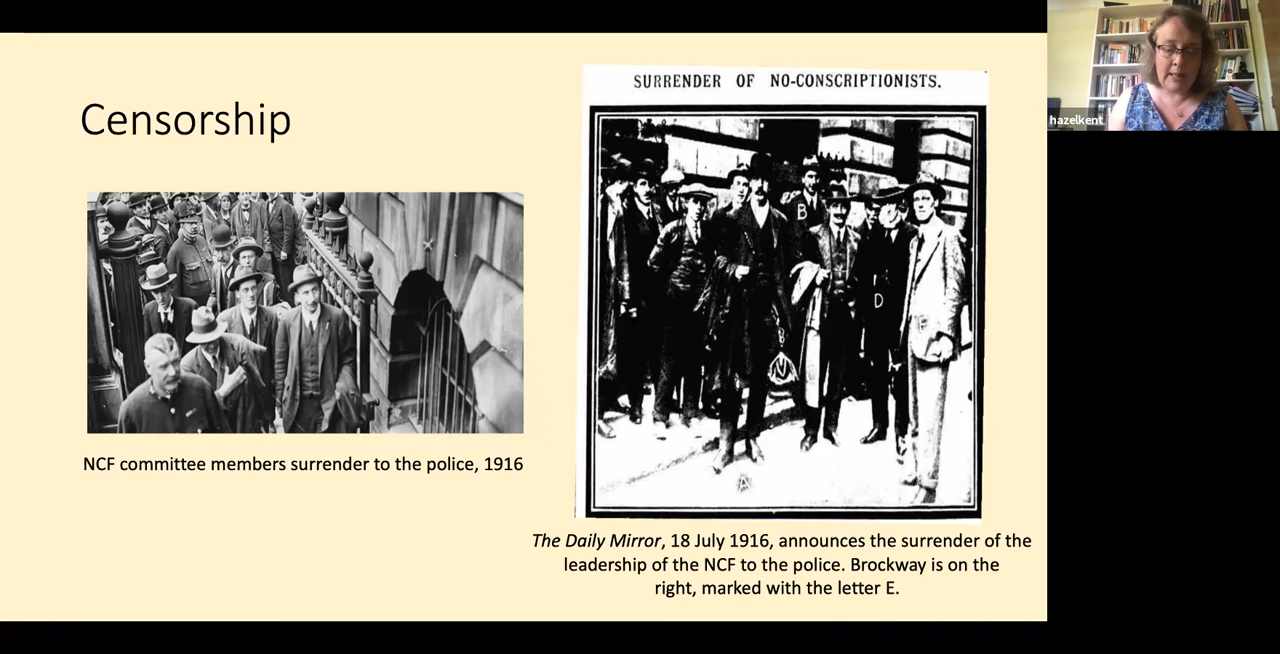 Censorship
NCF committee members surrender to the police, 1916
SURRENDER OF NO-CONSCRIPTIONISTS.
B
D
E
A
The Daily Mirror, 18 July 1916, announces the surrender of the
leadership of the NCF to the police. Brockway is on the
right, marked with the letter E.
hazelkent